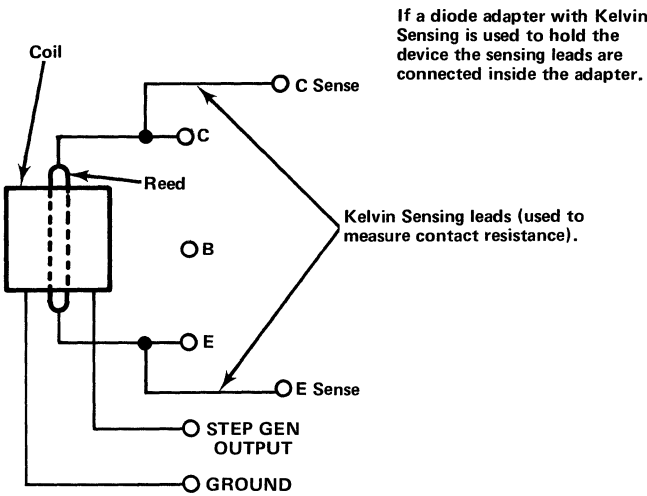 If a diode adapter with Kelvin
Sensing is used to hold the
device the sensing leads are
connected inside the adapter.
Coil
C Sense
C
Reed
Kelvin Sensing leads (used to
measure contact resistance).
B
E
E Sense
STEP GEN
OUTPUT
GROUND